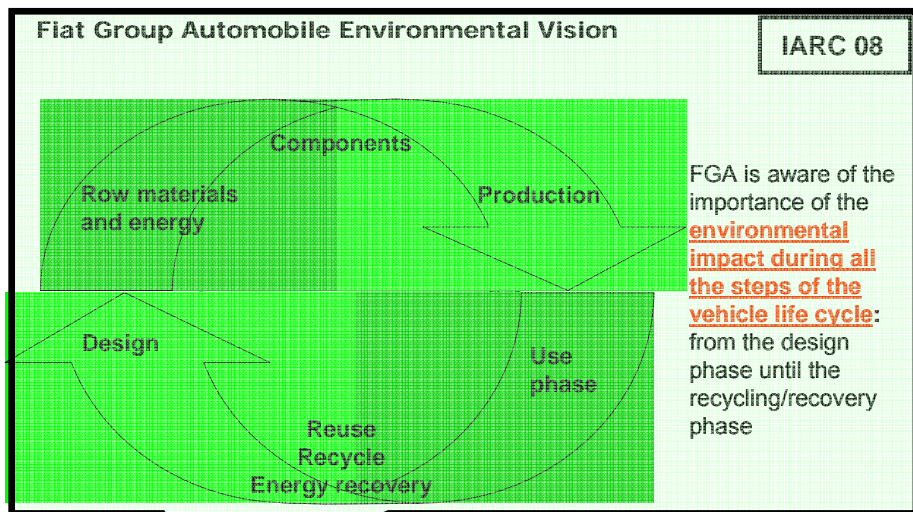 Fiat Group Automobile Environmental Vision
IARC 08
Components
Row materials
and energy
Production
FGA is aware of the
importance of the
environmental
impact during all
the steps of the
vehicle life cycle:
from the design
phase until the
recycling/recovery
phase
Design
Use
phase
Reuse
Recycle
Energy recovery